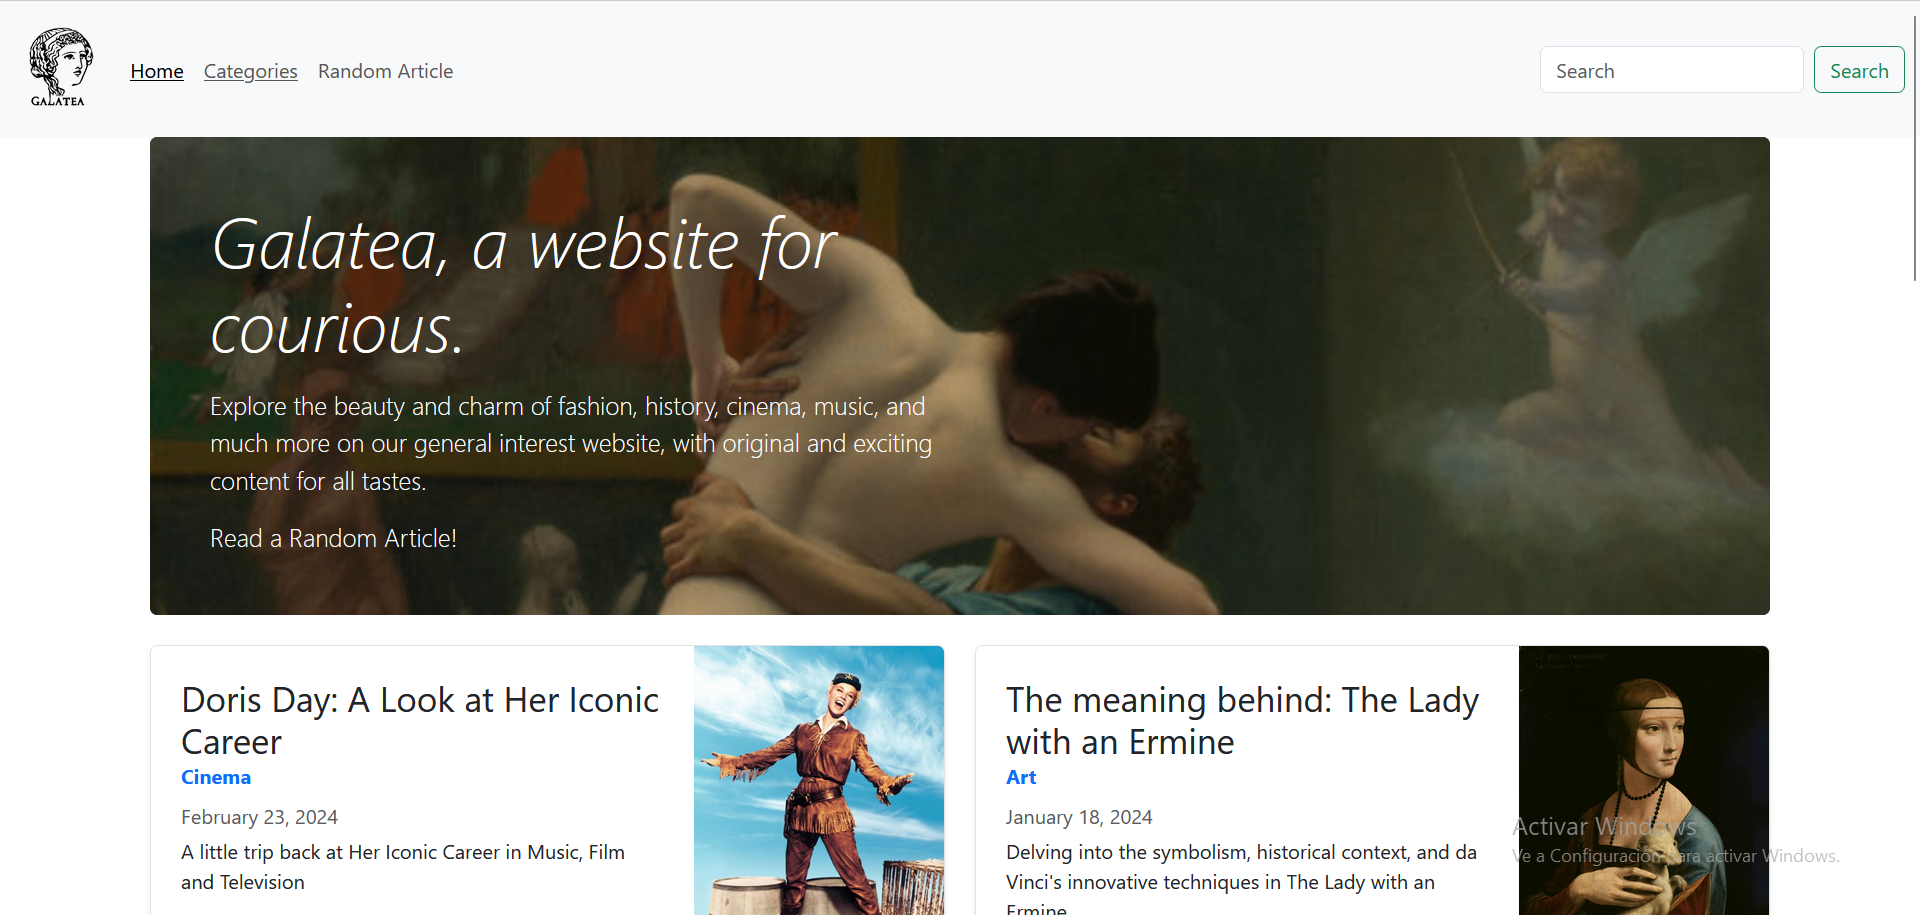 GALATEA
Home
Categories
Random Article
Search
Search
Galatea, a website for
courious.
Explore the beauty and charm of fashion, history, cinema, music, and
much more on our general interest website, with original and exciting
content for all tastes.
Read a Random Article!
Doris Day: A Look at Her Iconic
Career
Cinema
February 23, 2024
A little trip back at Her Iconic Career in Music, Film
and Television
The meaning behind: The Lady
with an Ermine
Art
January 18, 2024
Delving into the symbolism, historical context, and da
Vinci's innovative techniques in The Lady with an
Ermine
Activar Windows
Ve a Configuración para activar Windows.